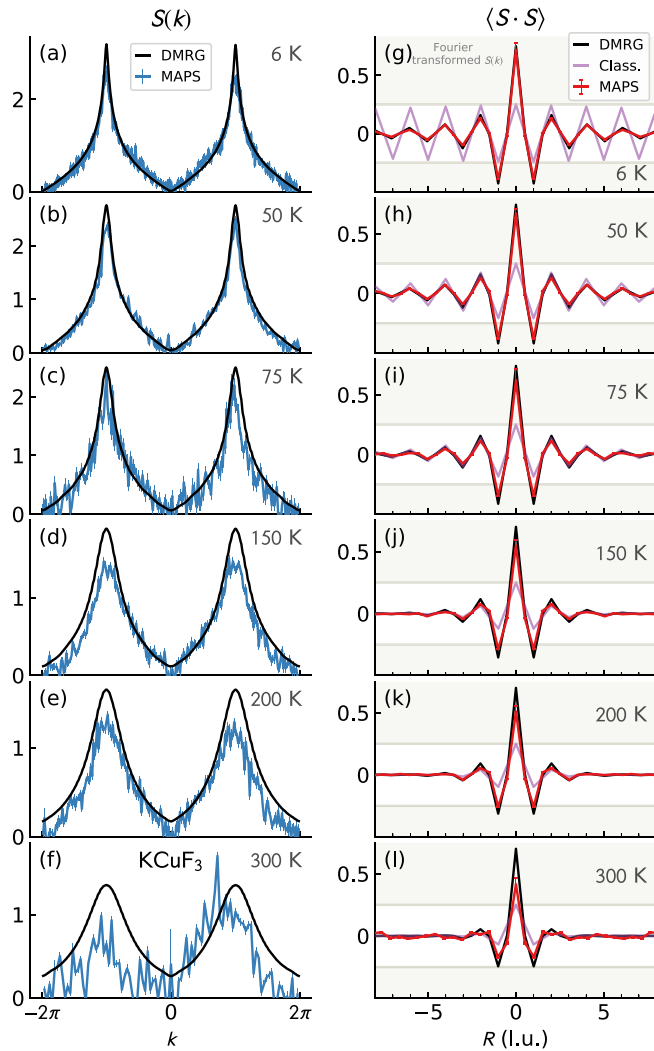 S(k)
⟨S · S⟩
(a)
DMRG
MAPS
6 K
2
1
0
(b)
50 K
2
1
0
(c)
75 K
2
1
0
(d)
150 K
1
0
(e)
200 K
1
0
(f)
KCuF₃
300 K
1
0
−2π
0
2π
k
(g)
Fourier
transformed S(k)
DMRG
Class.
MAPS
0.5
0
6 K
(h)
50 K
0.5
0
(i)
75 K
0.5
0
(j)
150 K
0.5
0
(k)
200 K
0.5
0
(l)
300 K
0.5
0
−5
0
5
R (l.u.)